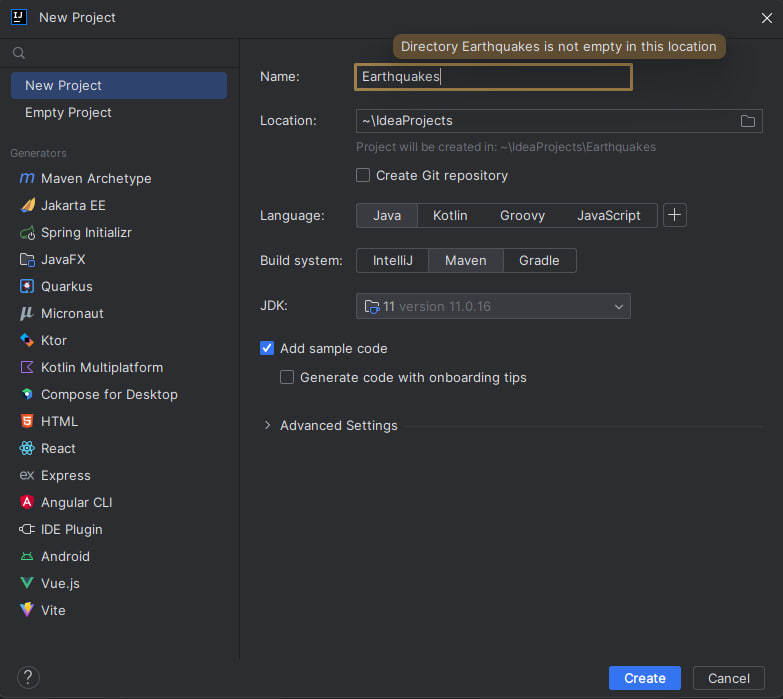 New Project
Directory Earthquakes is not empty in this location
New Project
Empty Project
Generators
Maven Archetype
Jakarta EE
Spring Initializr
JavaFX
Quarkus
Micronaut
Ktor
Kotlin Multiplatform
Compose for Desktop
HTML
React
Express
Angular CLI
IDE Plugin
Android
Vue.js
Vite
Name: Earthquakes
Location: ~\IdeaProjects
Project will be created in: ~\IdeaProjects\Earthquakes
Create Git repository
Language: Java Kotlin Groovy JavaScript +
Build system: IntelliJ Maven Gradle
JDK: 11 version 11.0.16
Add sample code
Generate code with onboarding tips
Advanced Settings
? Create Cancel